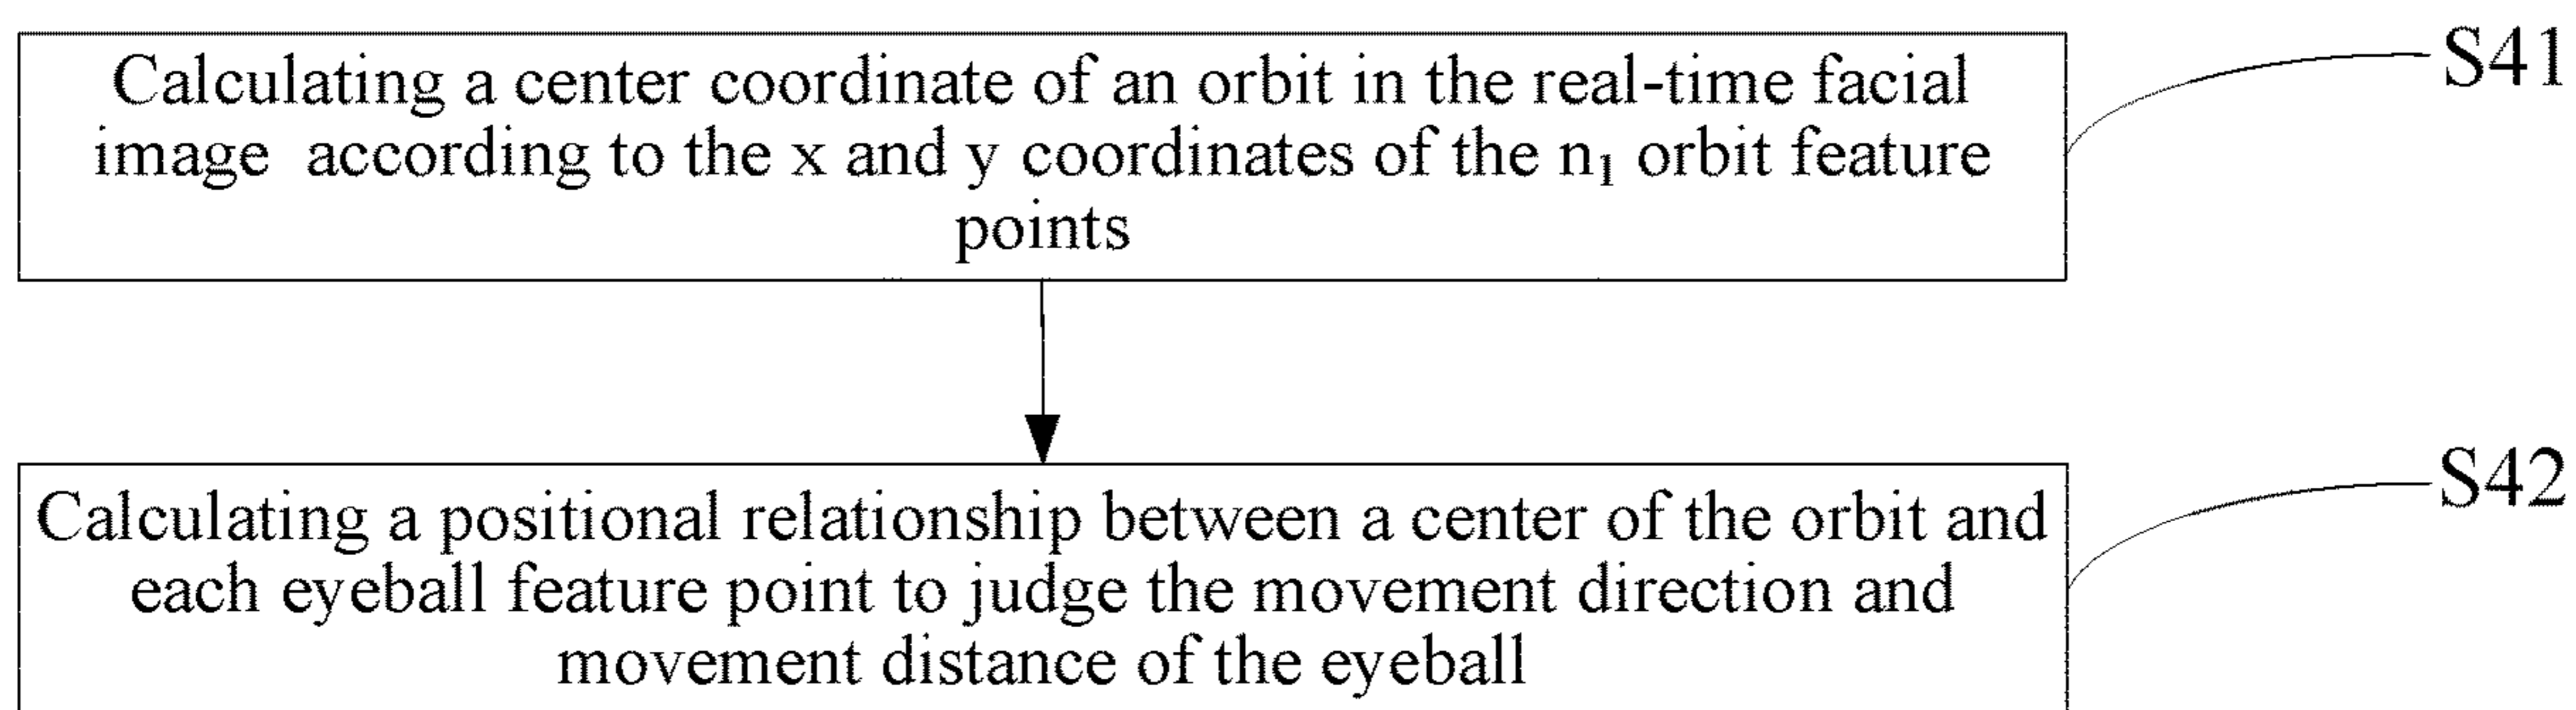 Calculating a center coordinate of an orbit in the real-time facial
image according to the x and y coordinates of the n₁ orbit feature
points
S41
Calculating a positional relationship between a center of the orbit and
each eyeball feature point to judge the movement direction and
movement distance of the eyeball
S42